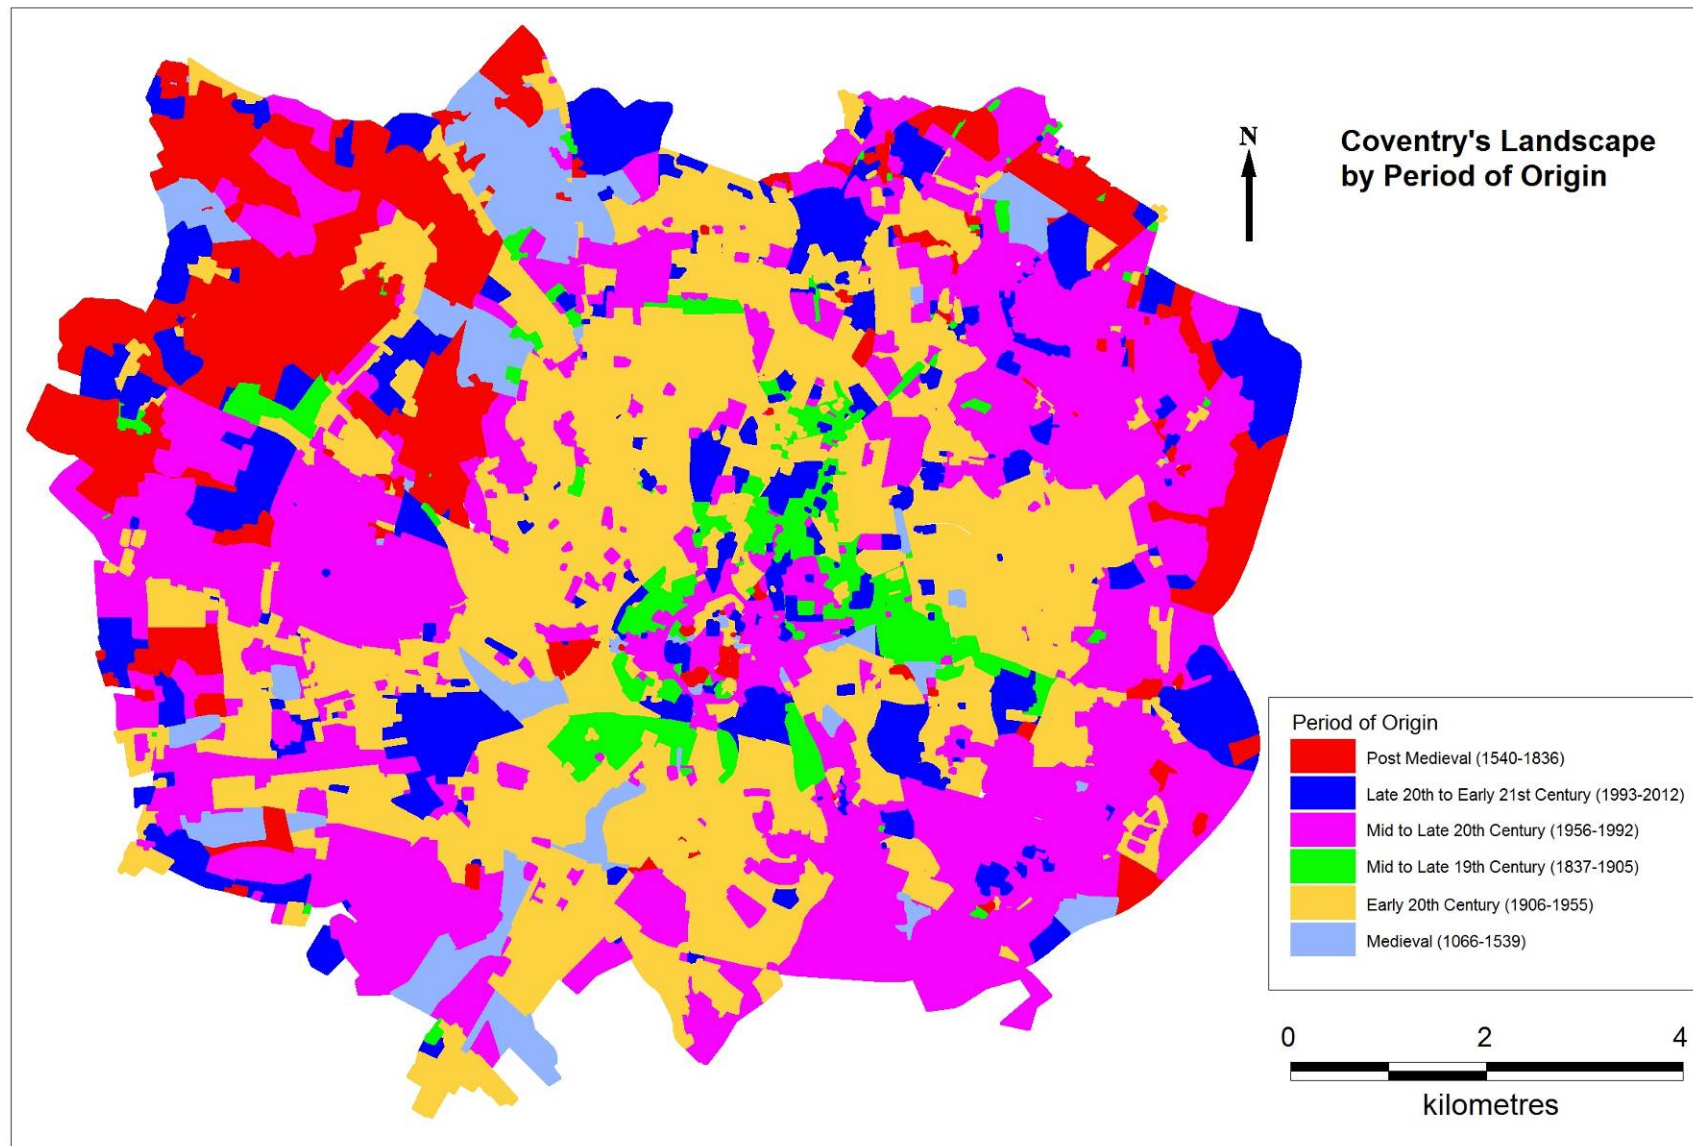 N
Coventry's Landscape
by Period of Origin
Period of Origin
Post Medieval (1540-1836)
Late 20th to Early 21st Century (1993-2012)
Mid to Late 20th Century (1956-1992)
Mid to Late 19th Century (1837-1905)
Early 20th Century (1906-1955)
Medieval (1066-1539)
0 2 4
kilometres